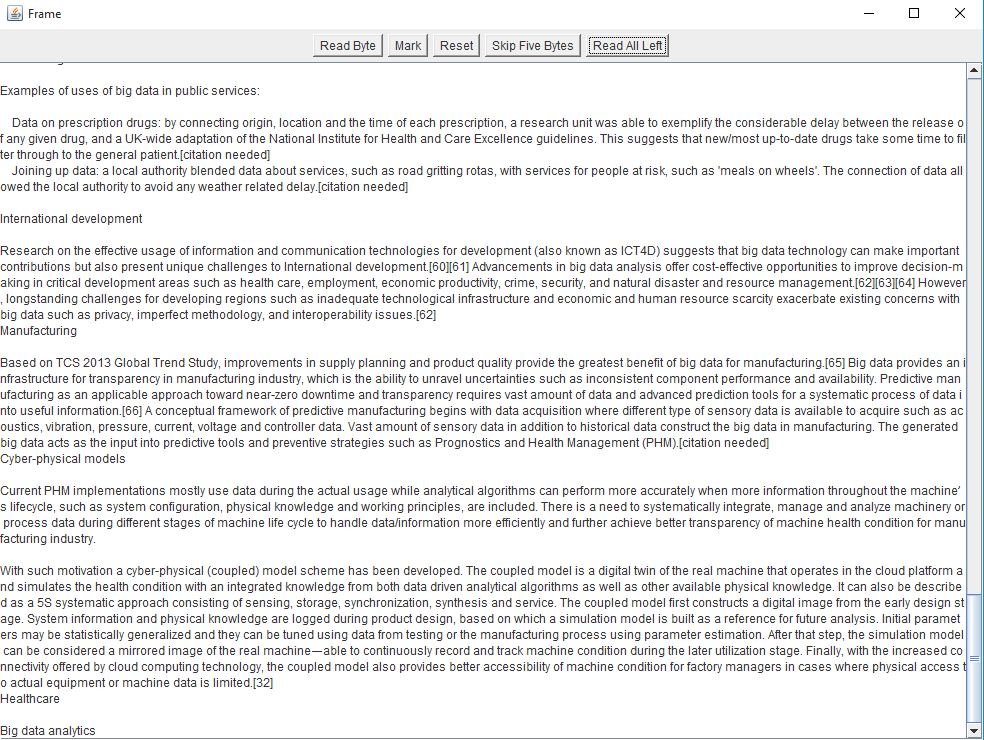 Frame
Read Byte Mark Reset Skip Five Bytes Read All Left
Examples of uses of big data in public services:
Data on prescription drugs: by connecting origin, location and the time of each prescription, a research unit was able to exemplify the considerable delay between the release o
f any given drug, and a UK-wide adaptation of the National Institute for Health and Care Excellence guidelines. This suggests that new/most up-to-date drugs take some time to fil
ter through to the general patient.[citation needed]
Joining up data: a local authority blended data about services, such as road gritting rotas, with services for people at risk, such as 'meals on wheels'. The connection of data all
owed the local authority to avoid any weather related delay.[citation needed]
International development
Research on the effective usage of information and communication technologies for development (also known as ICT4D) suggests that big data technology can make important
contributions but also present unique challenges to International development.[60][61] Advancements in big data analysis offer cost-effective opportunities to improve decision-m
aking in critical development areas such as health care, employment, economic productivity, crime, security, and natural disaster and resource management.[62][63][64] However
, longstanding challenges for developing regions such as inadequate technological infrastructure and economic and human resource scarcity exacerbate existing concerns with
big data such as privacy, imperfect methodology, and interoperability issues.[62]
Manufacturing
Based on TCS 2013 Global Trend Study, improvements in supply planning and product quality provide the greatest benefit of big data for manufacturing.[65] Big data provides an i
nfrastructure for transparency in manufacturing industry, which is the ability to unravel uncertainties such as inconsistent component performance and availability. Predictive man
ufacturing as an applicable approach toward near-zero downtime and transparency requires vast amount of data and advanced prediction tools for a systematic process of data i
nto useful information.[66] A conceptual framework of predictive manufacturing begins with data acquisition where different type of sensory data is available to acquire such as ac
oustics, vibration, pressure, current, voltage and controller data. Vast amount of sensory data in addition to historical data construct the big data in manufacturing. The generated
big data acts as the input into predictive tools and preventive strategies such as Prognostics and Health Management (PHM).[citation needed]
Cyber-physical models
Current PHM implementations mostly use data during the actual usage while analytical algorithms can perform more accurately when more information throughout the machine’
s lifecycle, such as system configuration, physical knowledge and working principles, are included. There is a need to systematically integrate, manage and analyze machinery or
process data during different stages of machine life cycle to handle data/information more efficiently and further achieve better transparency of machine health condition for manu
facturing industry.
With such motivation a cyber-physical (coupled) model scheme has been developed. The coupled model is a digital twin of the real machine that operates in the cloud platform a
nd simulates the health condition with an integrated knowledge from both data driven analytical algorithms as well as other available physical knowledge. It can also be describe
d as a 5S systematic approach consisting of sensing, storage, synchronization, synthesis and service. The coupled model first constructs a digital image from the early design st
age. System information and physical knowledge are logged during product design, based on which a simulation model is built as a reference for future analysis. Initial paramet
ers may be statistically generalized and they can be tuned using data from testing or the manufacturing process using parameter estimation. After that step, the simulation model
can be considered a mirrored image of the real machine—able to continuously record and track machine condition during the later utilization stage. Finally, with the increased co
nnectivity offered by cloud computing technology, the coupled model also provides better accessibility of machine condition for factory managers in cases where physical access t
o actual equipment or machine data is limited.[32]
Healthcare
Big data analytics